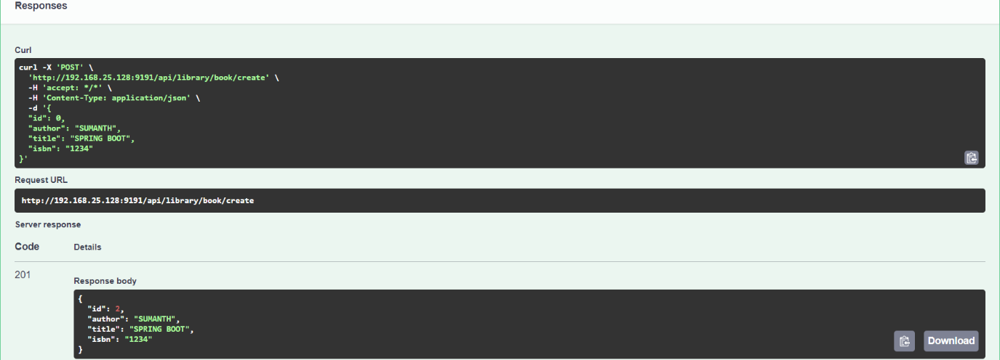 Responses
Curl
curl -X 'POST' \
  'http://192.168.25.128:9191/api/library/book/create' \
  -H 'accept: */*' \
  -H 'Content-Type: application/json' \
  -d '{
  "id": 0,
  "author": "SUMANTH",
  "title": "SPRING BOOT",
  "isbn": "1234"
}'
Request URL
http://192.168.25.128:9191/api/library/book/create
Server response
Code Details
201
Response body
{
  "id": 2,
  "author": "SUMANTH",
  "title": "SPRING BOOT",
  "isbn": "1234"
}
Download